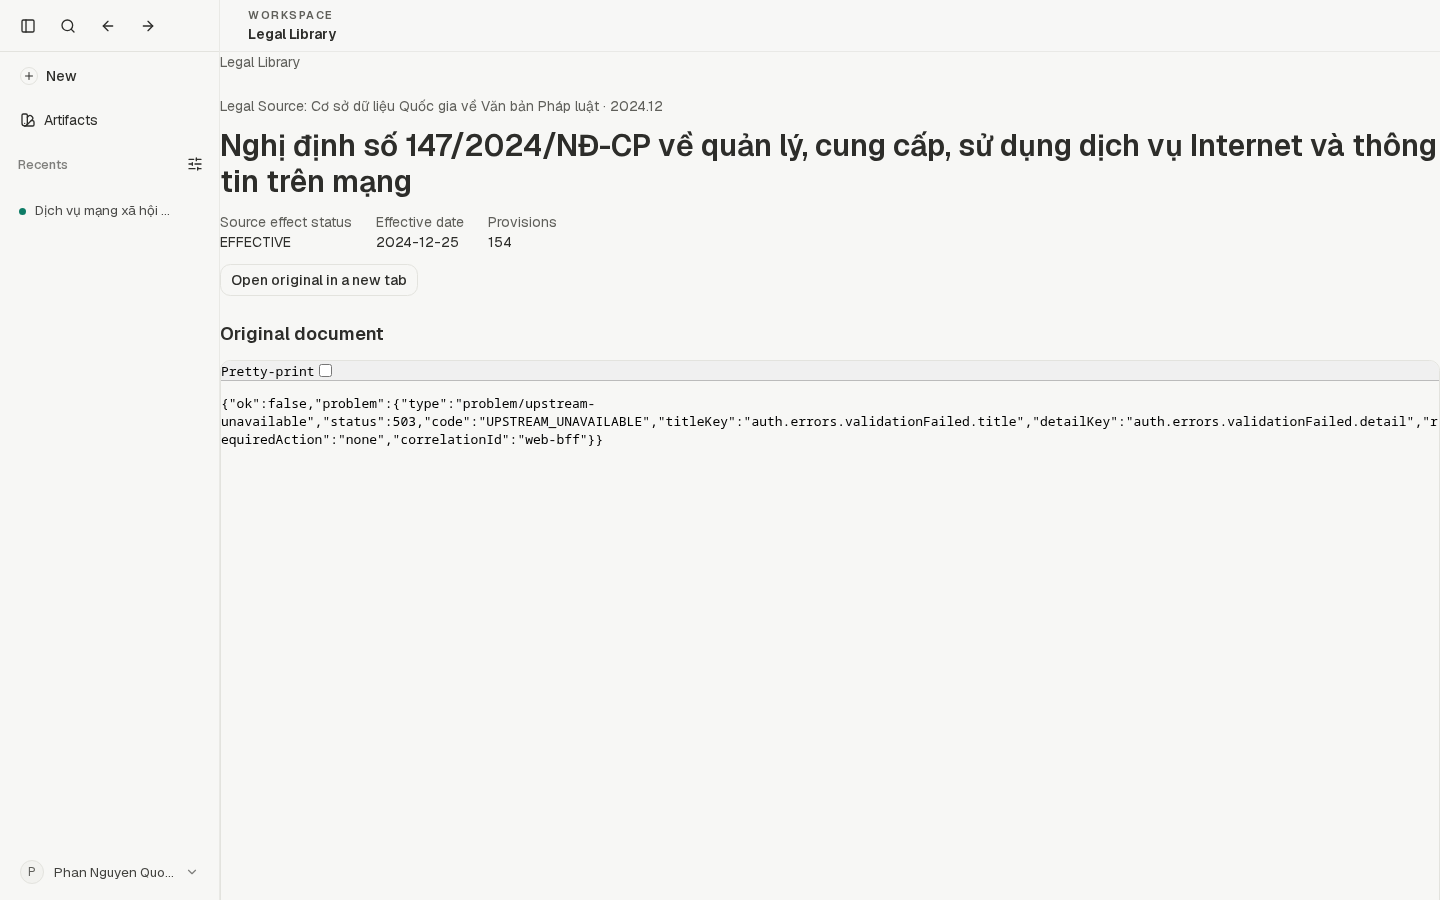 WORKSPACE
Legal Library
New
Artifacts
Recents
Dịch vụ mạng xã hội ...
Phan Nguyen Quo...
Legal Library
Legal Source: Cơ sở dữ liệu Quốc gia về Văn bản Pháp luật · 2024.12
Nghị định số 147/2024/NĐ-CP về quản lý, cung cấp, sử dụng dịch vụ Internet và thông
tin trên mạng
Source effect status Effective date Provisions
EFFECTIVE 2024-12-25 154
Open original in a new tab
Original document
Pretty-print
{"ok":false,"problem":{"type":"problem/upstream-
unavailable","status":503,"code":"UPSTREAM_UNAVAILABLE","titleKey":"auth.errors.validationFailed.title","detailKey":"auth.errors.validationFailed.detail","r
equiredAction":"none","correlationId":"web-bff"}}
P